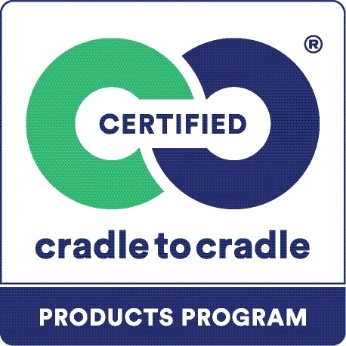 ®
CERTIFIED
cradle to cradle
PRODUCTS PROGRAM